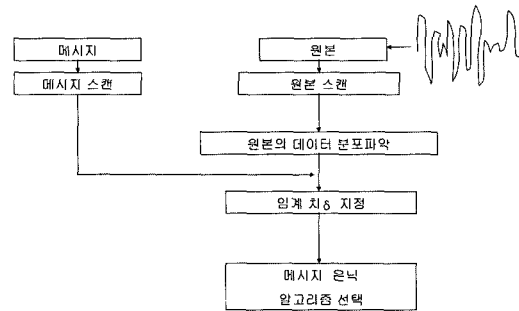 메시지
원본
메시지 스캔
원본 스캔
원본의 데이터 분포파악
임계 치δ 지정
메시지 은닉
알고리즘 선택